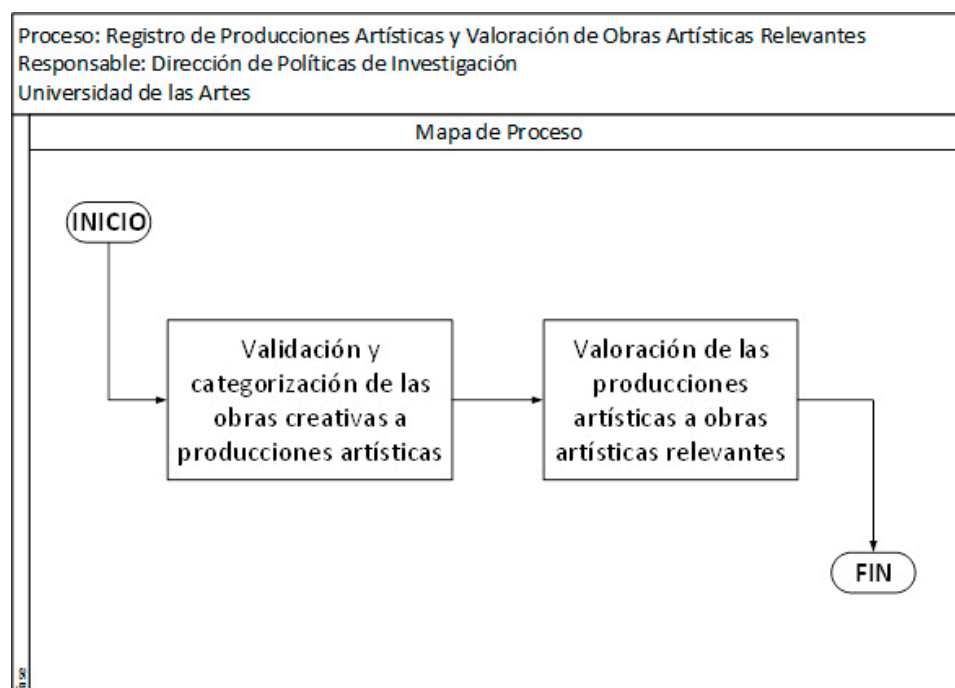 Proceso: Registro de Producciones Artísticas y Valoración de Obras Artísticas Relevantes
Responsable: Dirección de Políticas de Investigación
Universidad de las Artes
Mapa de Proceso
INICIO
Validación y
categorización de las
obras creativas a
producciones artísticas
Valoración de las
producciones
artísticas a obras
artísticas relevantes
FIN